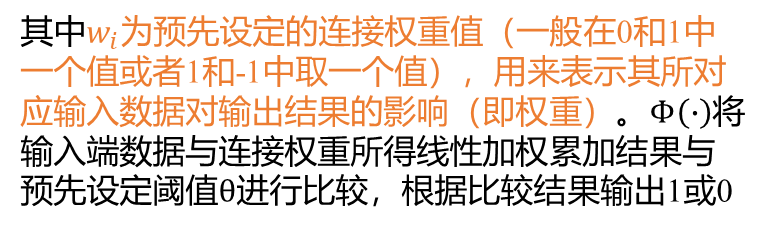 其中wᵢ为预先设定的连接权重值（一般在0和1中
一个值或者1和-1中取一个值），用来表示其所对
应输入数据对输出结果的影响（即权重）。Φ(·)将
输入端数据与连接权重所得线性加权累加结果与
预先设定阈值θ进行比较，根据比较结果输出1或0